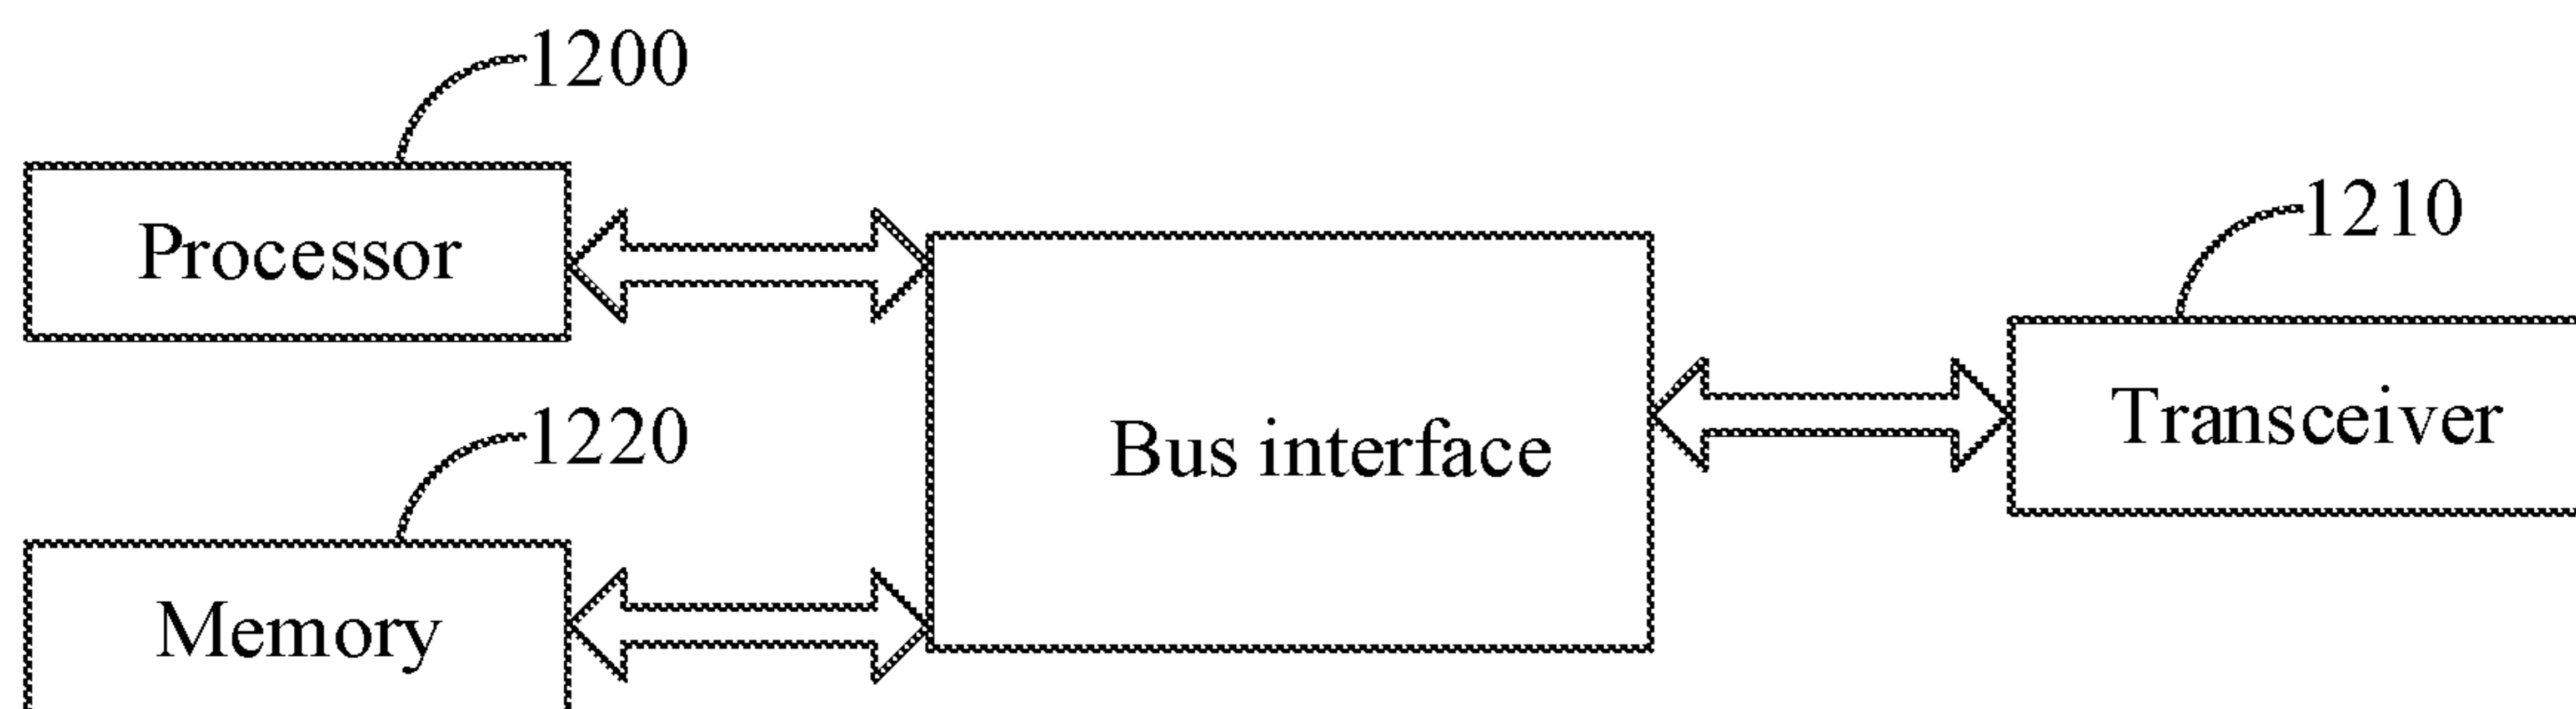 1200
Processor
1210
Transceiver
Bus interface
1220
Memory